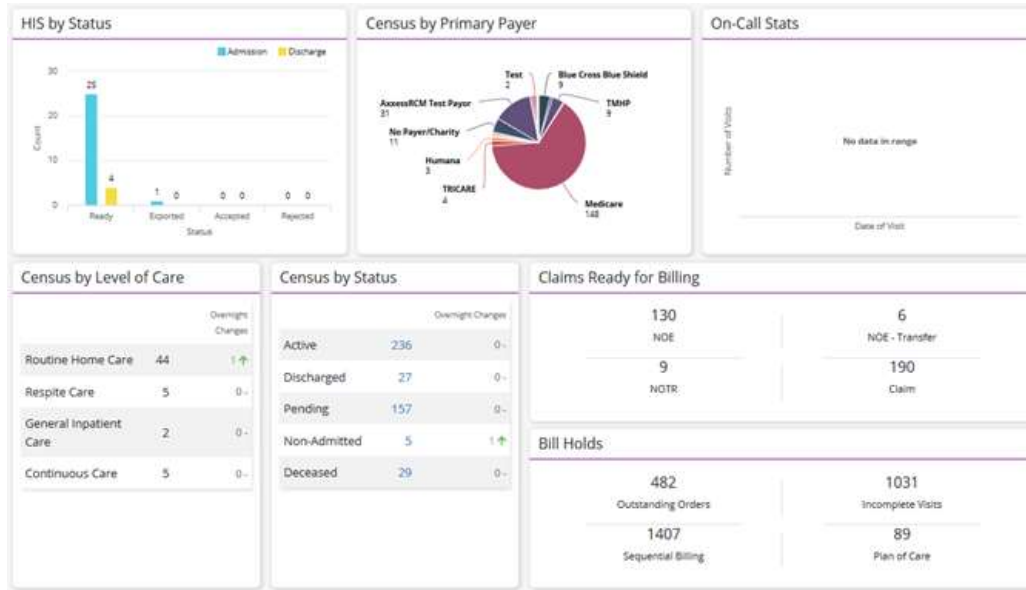 HIS by Status
Admission Discharge
30
20
10
0
Count
25
4
1 0
0 0
0 0
Ready Exported Accepted Rejected
Status
Census by Primary Payer
Test
2
Blue Cross Blue Shield
9
AxxessRCM Test Payor
31
TMHP
9
No Payer/Charity
11
Humana
3
TRICARE
4
Medicare
148
On-Call Stats
Number of Visits
No data in range
Date of Visit
Census by Level of Care
Overnight
Changes
Routine Home Care 44 1 ↑
Respite Care 5 0 -
General Inpatient
Care 2 0 -
Continuous Care 5 0 -
Census by Status
Overnight Changes
Active 236 0 -
Discharged 27 0 -
Pending 157 0 -
Non-Admitted 5 1 ↑
Deceased 29 0 -
Claims Ready for Billing
130 6
NOE NOE - Transfer
9 190
NOTR Claim
Bill Holds
482 1031
Outstanding Orders Incomplete Visits
1407 89
Sequential Billing Plan of Care